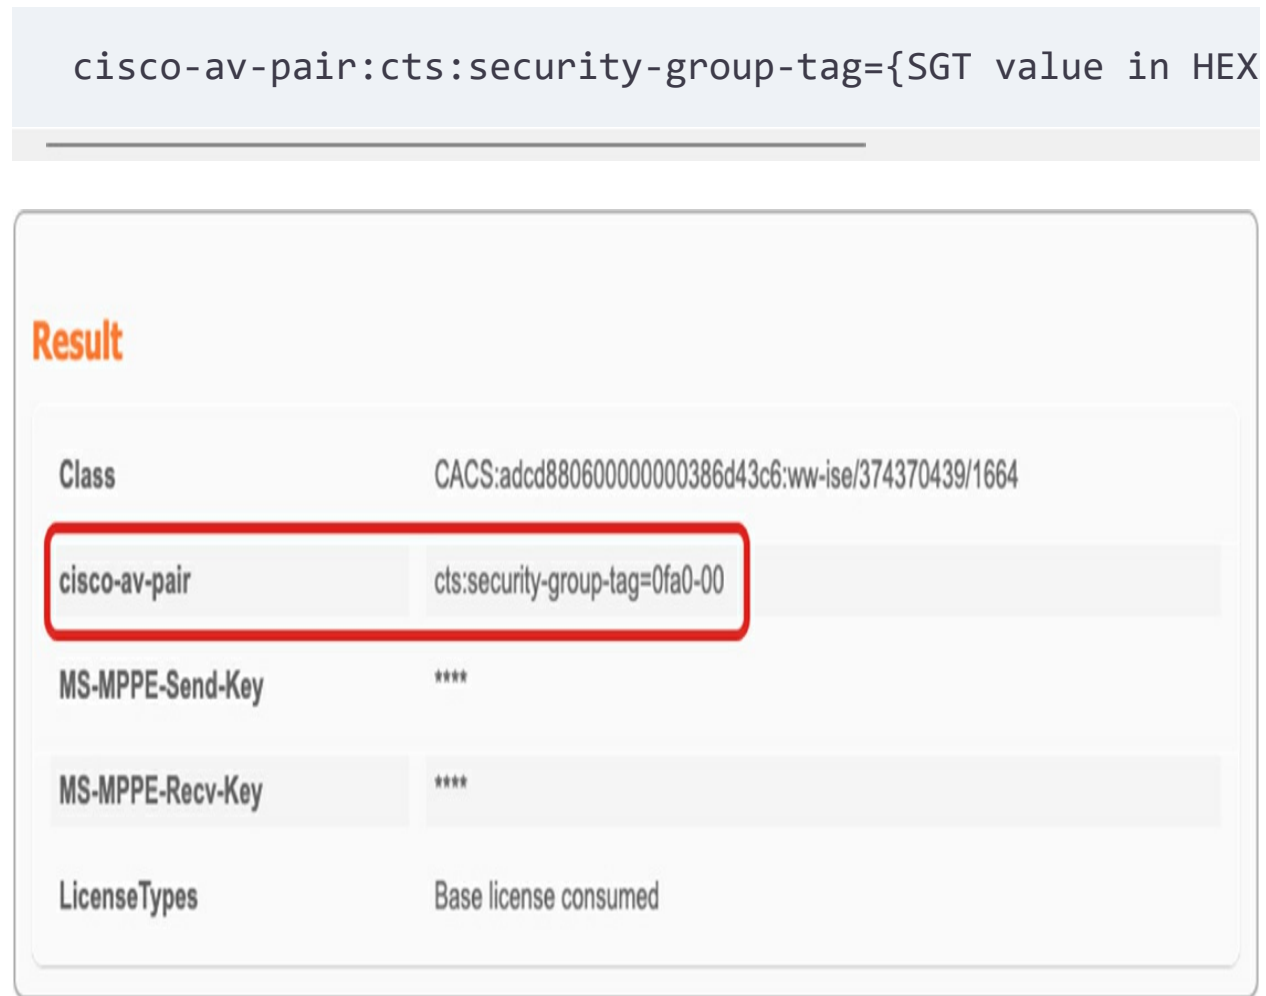 cisco-av-pair:cts:security-group-tag={SGT value in HEX
Result
Class CACS:adcd880600000000386d43c6:ww-ise/374370439/1664
cisco-av-pair cts:security-group-tag=0fa0-00
MS-MPPE-Send-Key ****
MS-MPPE-Recv-Key ****
LicenseTypes Base license consumed